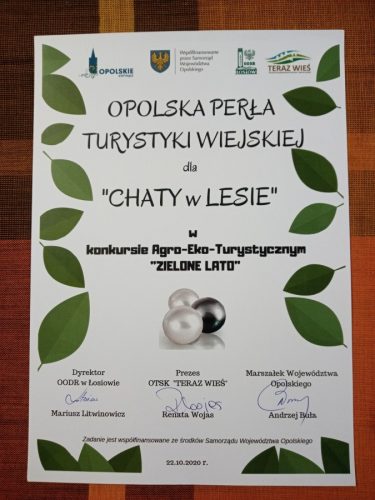 OPOLSKIE
Współfinansowane
przez Samorząd
Województwa
Opolskiego
TERAZ WIEŚ
OPOLSKA PERŁA
TURYSTYKI WIEJSKIEJ
dla
"CHATY w LESIE"
w
konkursie Agro-Eko-Turystycznym
"ZIELONE LATO"
Dyrektor
OODR w Łosiowie
Mariusz Litwinowicz
Prezes
OTSK "TERAZ WIEŚ"
Renata Wojas
Marszałek Województwa
Opolskiego
Andrzej Buła
Zadanie jest współfinansowane ze środków Samorządu Województwa Opolskiego
22.10.2020 r.